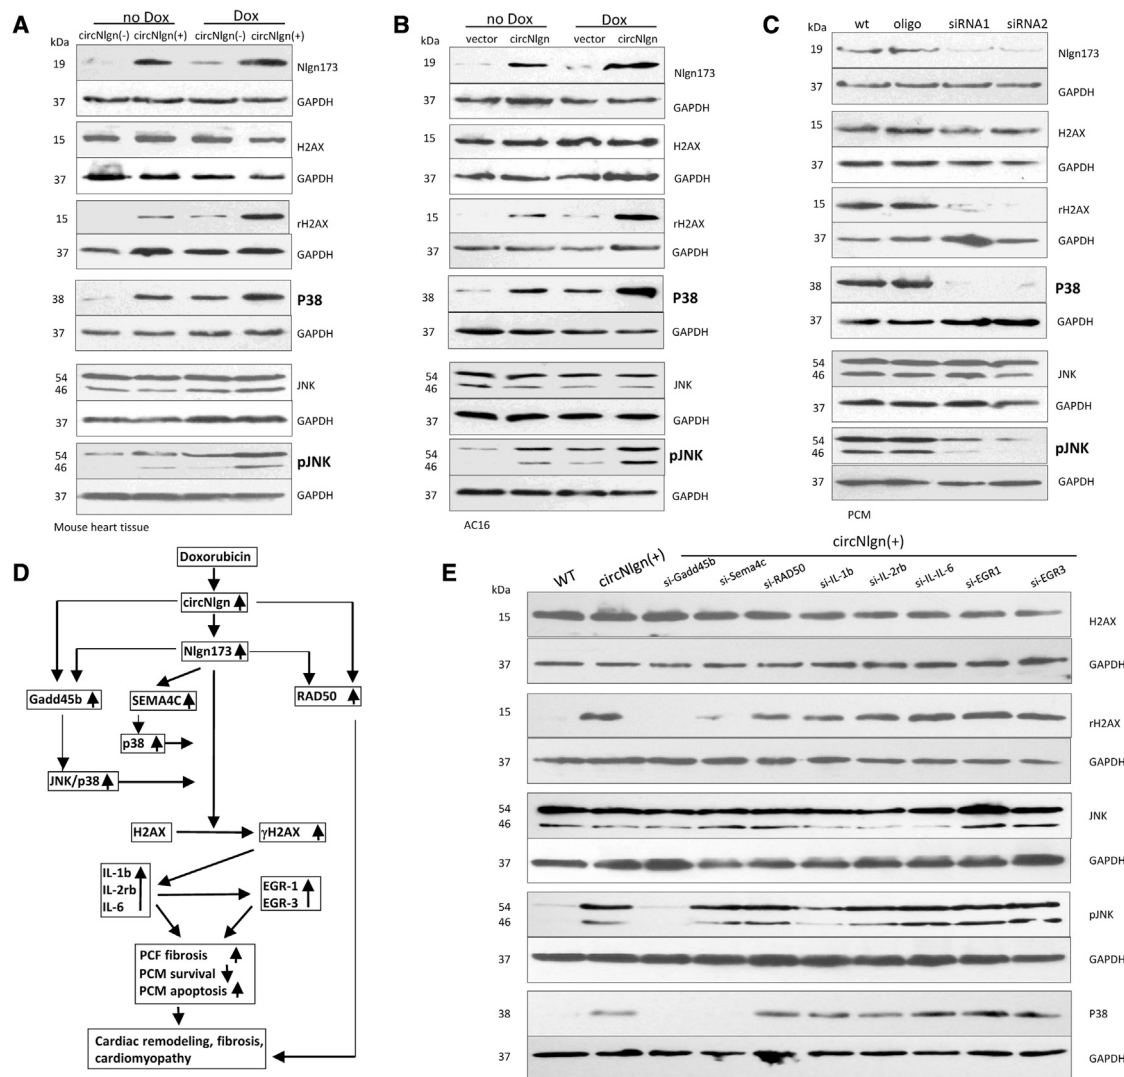 A
no Dox Dox
circNlgn(-) circNlgn(+) circNlgn(-) circNlgn(+)
kDa
19 Nlgn173
37 GAPDH
15 H2AX
37 GAPDH
15 rH2AX
37 GAPDH
38 P38
37 GAPDH
54
46 JNK
37 GAPDH
54
46 pJNK
37 GAPDH
Mouse heart tissue
B
no Dox Dox
vector circNlgn vector circNlgn
kDa
19 Nlgn173
37 GAPDH
15 H2AX
37 GAPDH
15 rH2AX
37 GAPDH
38 P38
37 GAPDH
54
46 JNK
37 GAPDH
54
46 pJNK
37 GAPDH
AC16
C
wt oligo siRNA1 siRNA2
kDa
19 Nlgn173
37 GAPDH
15 H2AX
37 GAPDH
15 rH2AX
37 GAPDH
38 P38
37 GAPDH
54
46 JNK
37 GAPDH
54
46 pJNK
37 GAPDH
PCM
D
Doxorubicin
circNlgn
Nlgn173
Gadd45b SEMA4C RAD50
p38
JNK/p38
H2AX γH2AX
IL-1b
IL-2rb
IL-6
EGR-1
EGR-3
PCF fibrosis
PCM survival
PCM apoptosis
Cardiac remodeling, fibrosis,
cardiomyopathy
E
circNlgn(+)
WT circNlgn(+) si-Gadd45b si-Sema4c si-RAD50 si-IL-1b si-IL-2rb si-IL-IL-6 si-EGR1 si-EGR3
kDa
15 H2AX
37 GAPDH
15 rH2AX
37 GAPDH
54
46 JNK
37 GAPDH
54
46 pJNK
37 GAPDH
38 P38
37 GAPDH